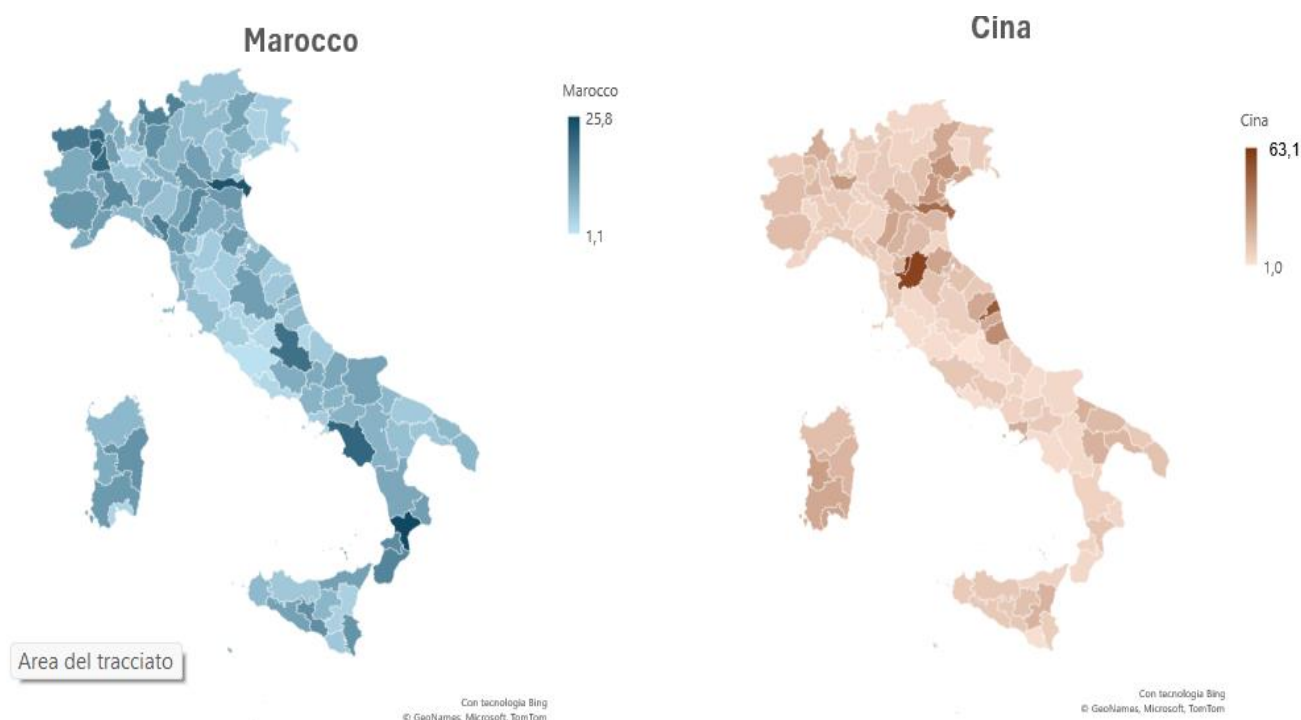 Marocco
Marocco
25,8
1,1
Area del tracciato
Con tecnologia Bing
© GeoNames, Microsoft, TomTom
Cina
Cina
63,1
1,0
Con tecnologia Bing
© GeoNames, Microsoft, TomTom